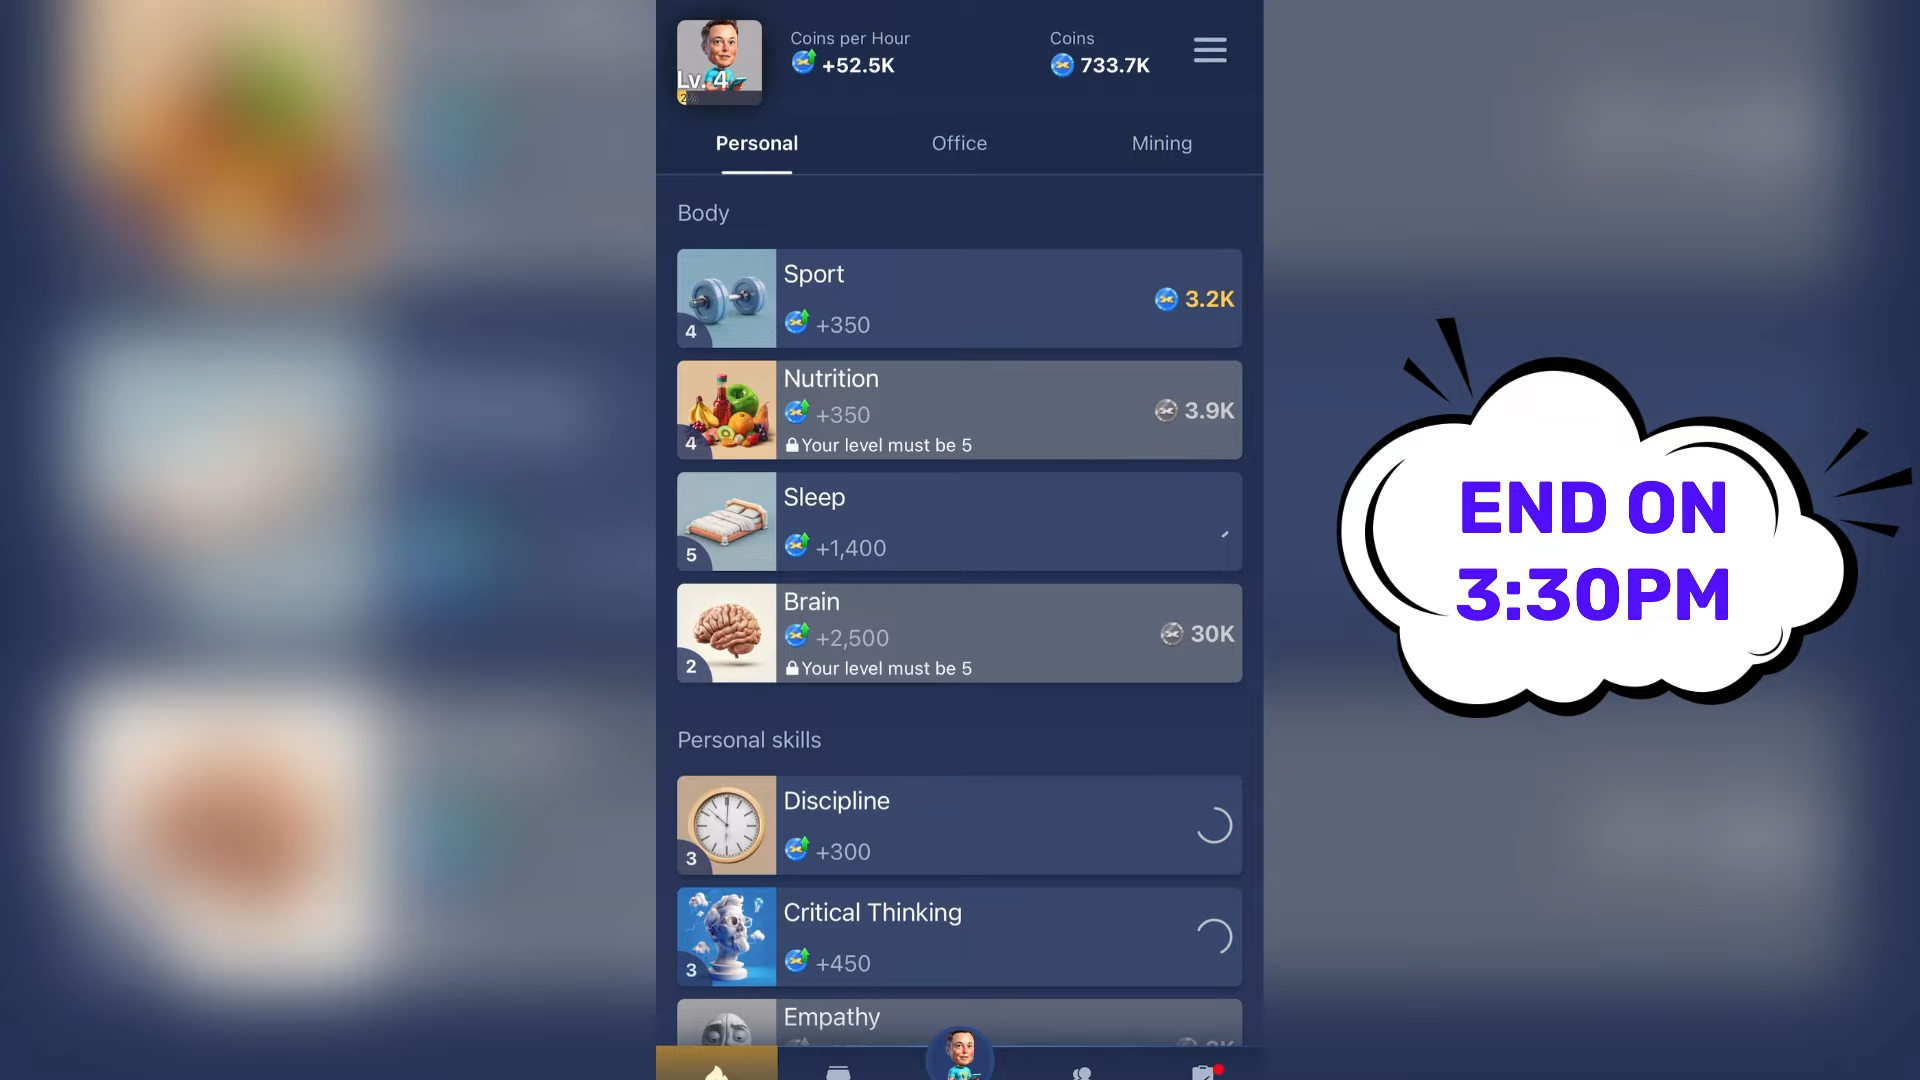 Coins per Hour
+52.5K
Coins
733.7K
Lv. 4
2%
Personal
Office
Mining
Body
Sport
+350
3.2K
4
Nutrition
+350
3.9K
Your level must be 5
4
Sleep
+1,400
5
Brain
+2,500
30K
Your level must be 5
2
Personal skills
Discipline
+300
3
Critical Thinking
+450
3
Empathy
END ON
3:30PM